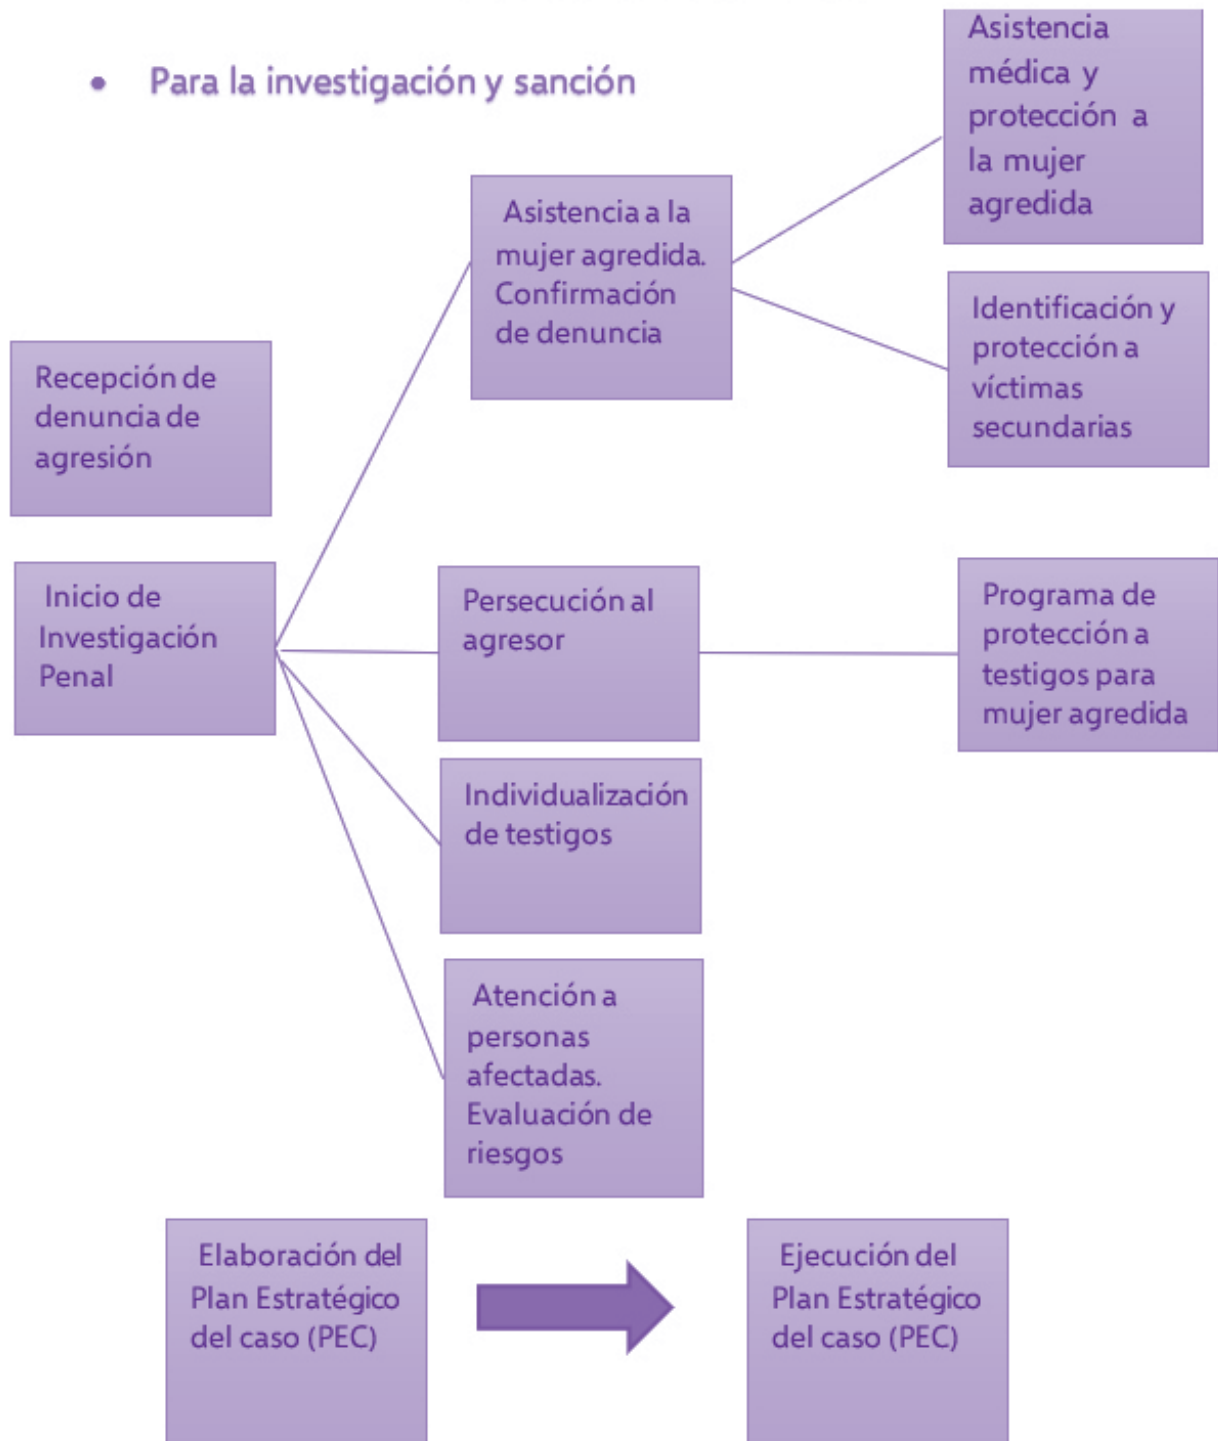 • Para la investigación y sanción
Asistencia
médica y
protección a
la mujer
agredida
Asistencia a la
mujer agredida.
Confirmación
de denuncia
Identificación y
protección a
víctimas
secundarias
Recepción de
denuncia de
agresión
Inicio de
Investigación
Penal
Persecución al
agresor
Programa de
protección a
testigos para
mujer agredida
Individualización
de testigos
Atención a
personas
afectadas.
Evaluación de
riesgos
Elaboración del
Plan Estratégico
del caso (PEC)
Ejecución del
Plan Estratégico
del caso (PEC)